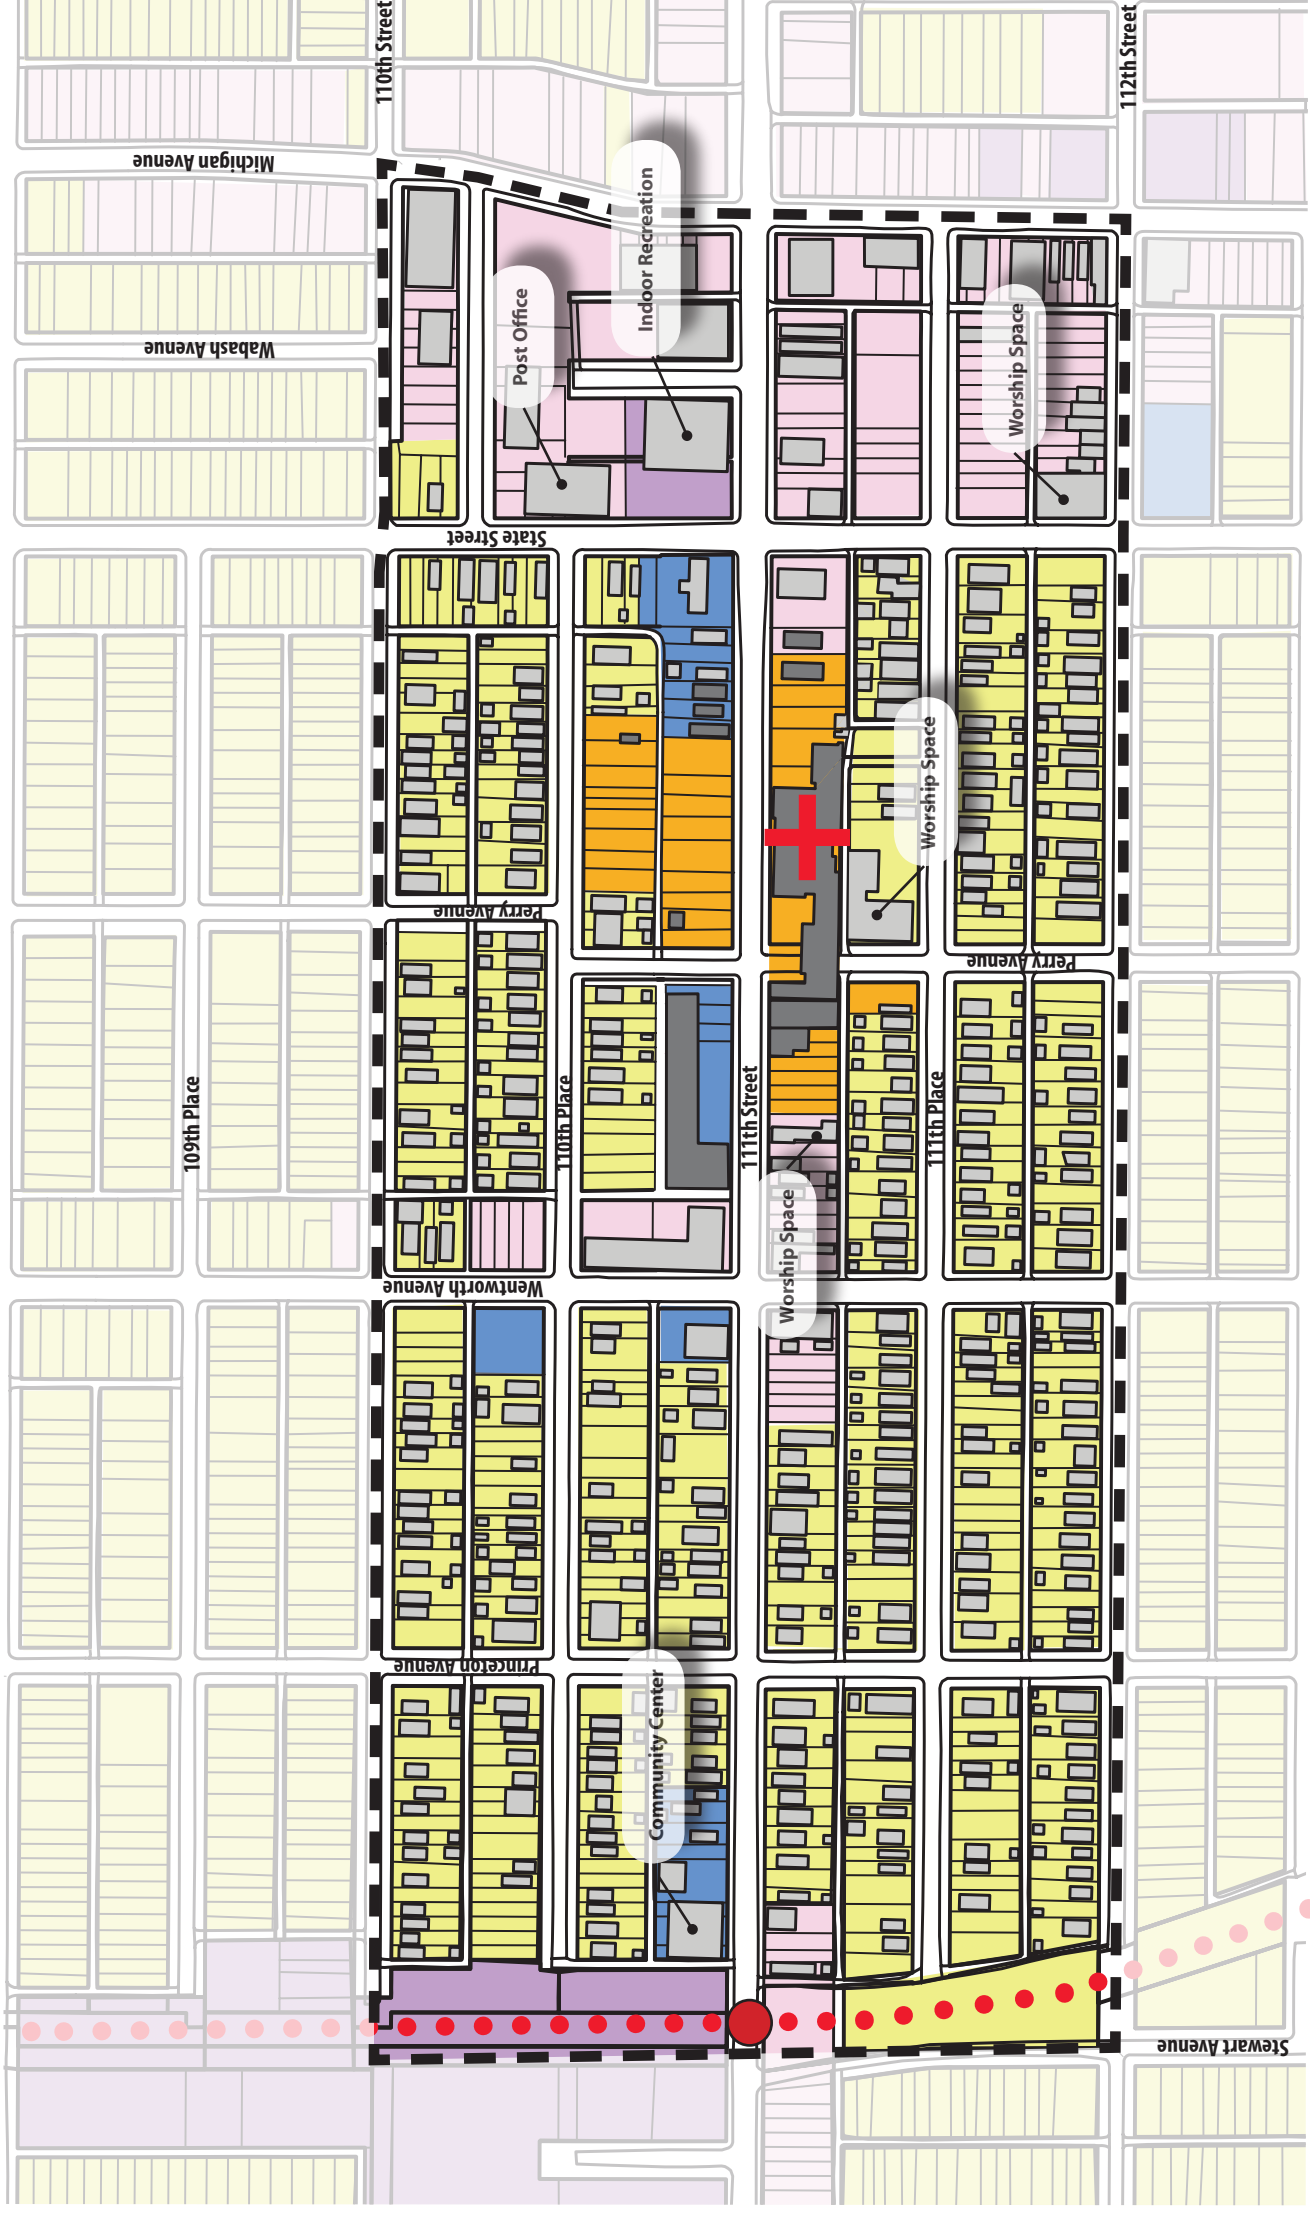 110th Street
112th Street
Michigan Avenue
Indoor Recreation
Post Office
Worship Space
Wabash Avenue
State Street
Worship Space
Perry Avenue
Perry Avenue
109th Place
110th Place
111th Street
111th Place
Worship Space
Wentworth Avenue
Princeton Avenue
Community Center
Stewart Avenue